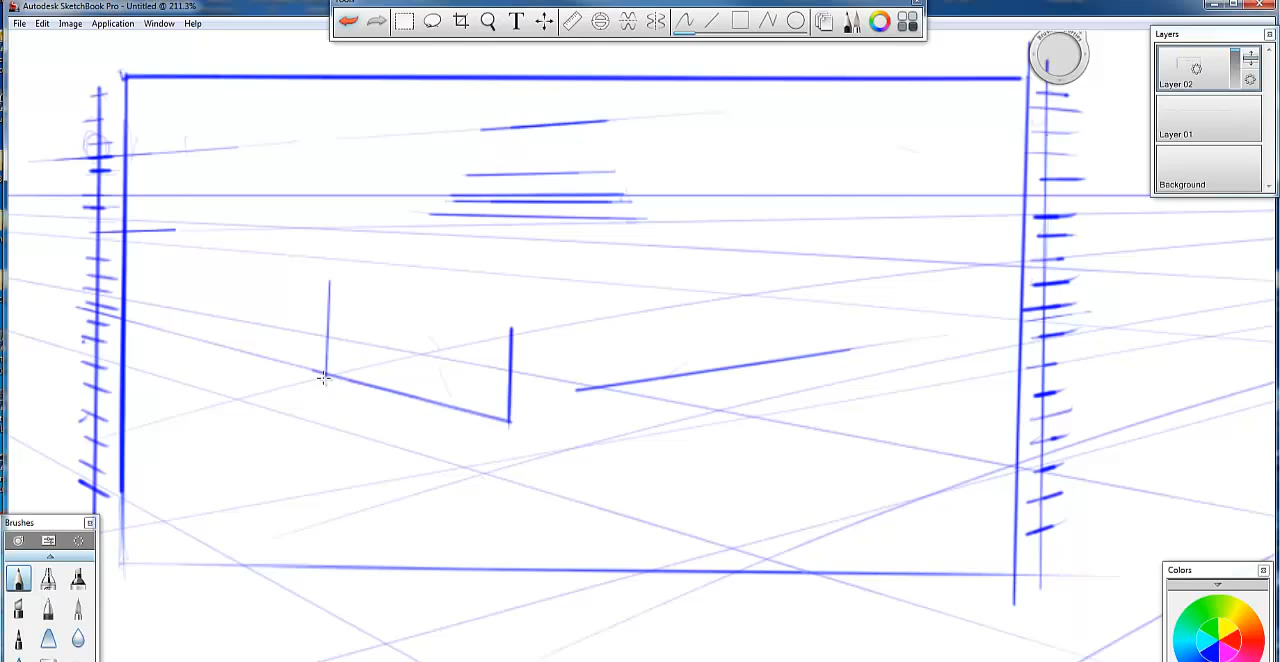 Autodesk SketchBook Pro - Untitled @ 211.3%
File Edit Image Application Window Help
T
Layers
Layer 02
Layer 01
Background
Brushes
Colors